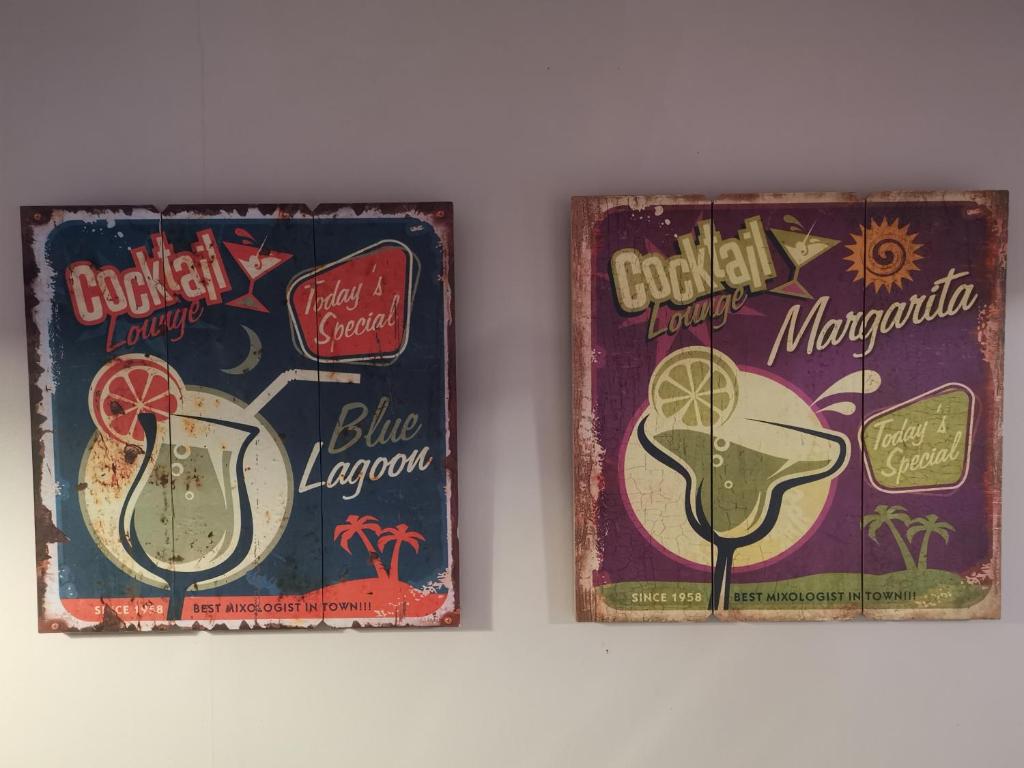 Cocktail
Lounge
Today's
Special
Blue
Lagoon
SINCE 1958 BEST MIXOLOGIST IN TOWN!!!
Cocktail
Lounge
Margarita
Today's
Special
SINCE 1958 BEST MIXOLOGIST IN TOWN!!!